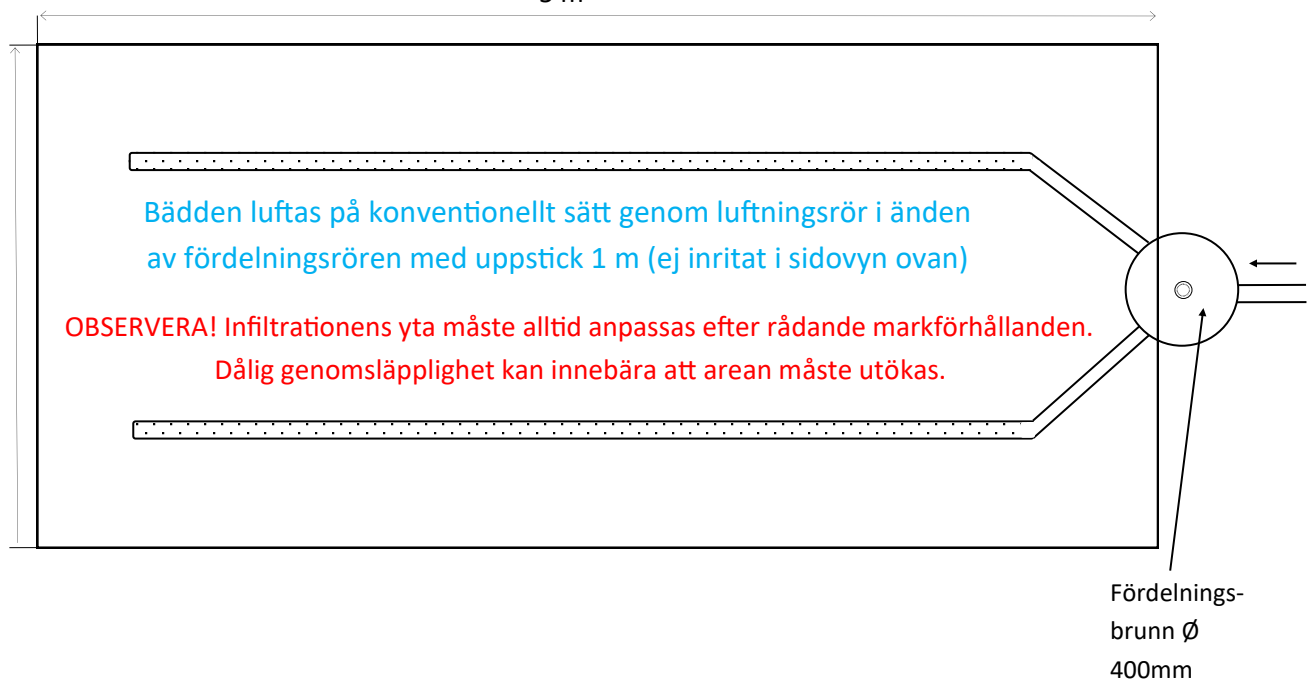 Bädden luftas på konventionellt sätt genom luftningsrör i änden
av fördelningsrören med uppstick 1 m (ej inritat i sidovyn ovan)
OBSERVERA! Infiltrationens yta måste alltid anpassas efter rådande markförhållanden.
Dålig genomsläpplighet kan innebära att arean måste utökas.
Fördelnings-
brunn Ø
400mm